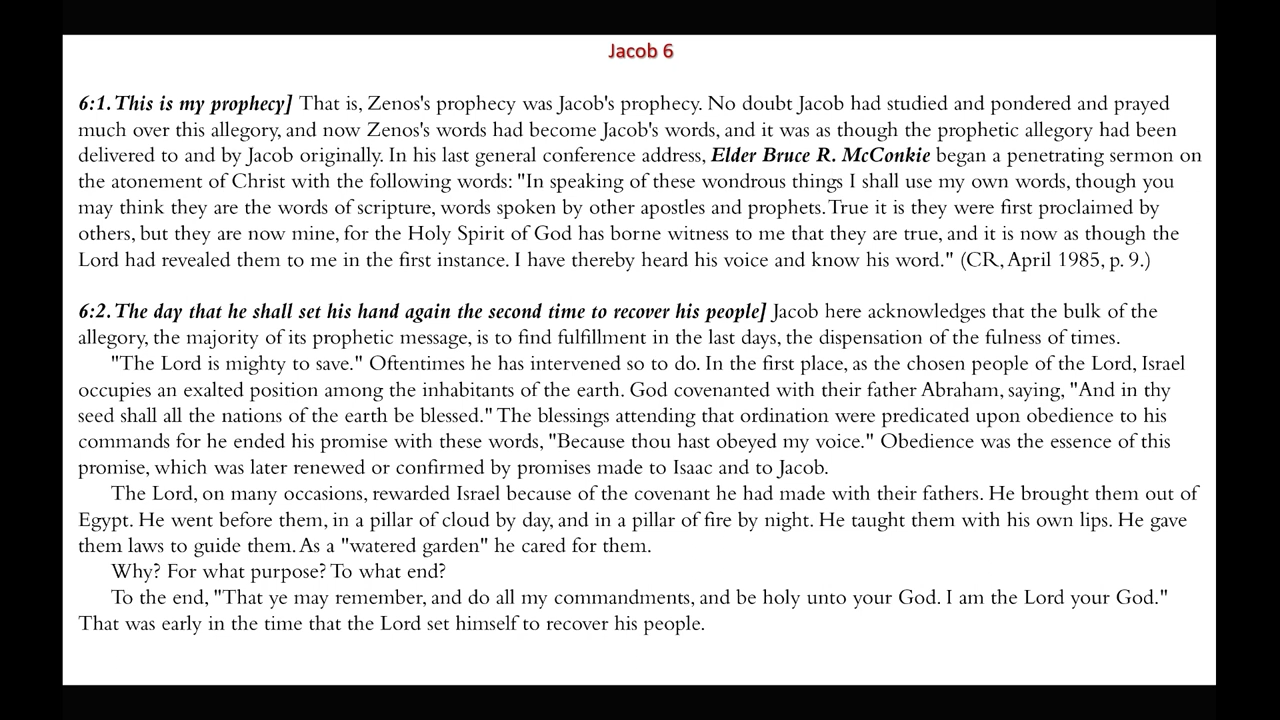 Jacob 6
6:1. This is my prophecy] That is, Zenos's prophecy was Jacob's prophecy. No doubt Jacob had studied and pondered and prayed
much over this allegory, and now Zenos's words had become Jacob's words, and it was as though the prophetic allegory had been
delivered to and by Jacob originally. In his last general conference address, Elder Bruce R. McConkie began a penetrating sermon on
the atonement of Christ with the following words: "In speaking of these wondrous things I shall use my own words, though you
may think they are the words of scripture, words spoken by other apostles and prophets. True it is they were first proclaimed by
others, but they are now mine, for the Holy Spirit of God has borne witness to me that they are true, and it is now as though the
Lord had revealed them to me in the first instance. I have thereby heard his voice and know his word." (CR, April 1985, p. 9.)
6:2. The day that he shall set his hand again the second time to recover his people] Jacob here acknowledges that the bulk of the
allegory, the majority of its prophetic message, is to find fulfillment in the last days, the dispensation of the fulness of times.
"The Lord is mighty to save." Oftentimes he has intervened so to do. In the first place, as the chosen people of the Lord, Israel
occupies an exalted position among the inhabitants of the earth. God covenanted with their father Abraham, saying, "And in thy
seed shall all the nations of the earth be blessed." The blessings attending that ordination were predicated upon obedience to his
commands for he ended his promise with these words, "Because thou hast obeyed my voice." Obedience was the essence of this
promise, which was later renewed or confirmed by promises made to Isaac and to Jacob.
The Lord, on many occasions, rewarded Israel because of the covenant he had made with their fathers. He brought them out of
Egypt. He went before them, in a pillar of cloud by day, and in a pillar of fire by night. He taught them with his own lips. He gave
them laws to guide them. As a "watered garden" he cared for them.
Why? For what purpose? To what end?
To the end, "That ye may remember, and do all my commandments, and be holy unto your God. I am the Lord your God."
That was early in the time that the Lord set himself to recover his people.